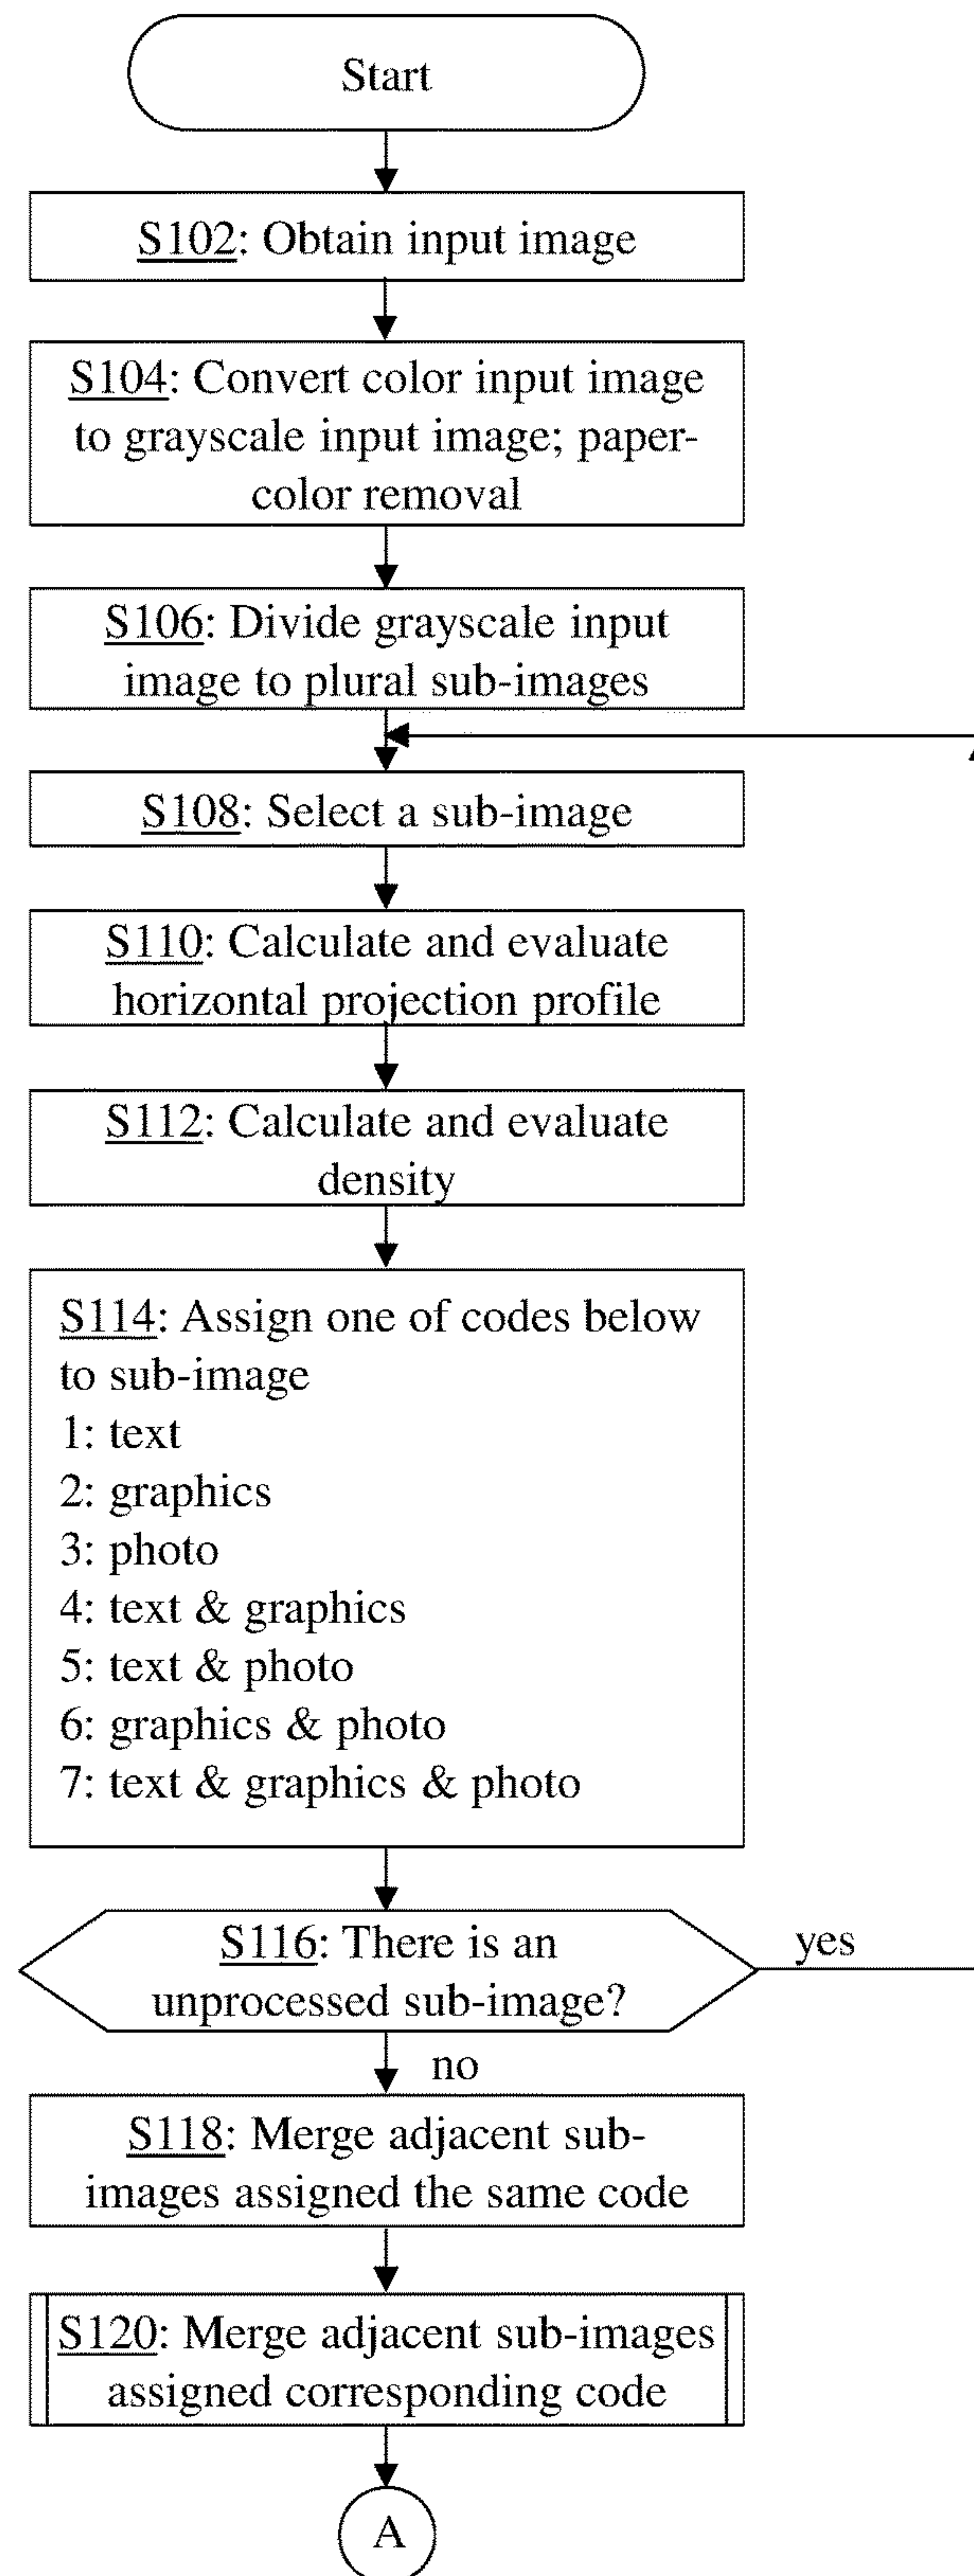 Start
S102: Obtain input image
S104: Convert color input image
to grayscale input image; paper-
color removal
S106: Divide grayscale input
image to plural sub-images
S108: Select a sub-image
S110: Calculate and evaluate
horizontal projection profile
S112: Calculate and evaluate
density
S114: Assign one of codes below
to sub-image
1: text
2: graphics
3: photo
4: text & graphics
5: text & photo
6: graphics & photo
7: text & graphics & photo
S116: There is an
unprocessed sub-image?
yes
no
S118: Merge adjacent sub-
images assigned the same code
S120: Merge adjacent sub-images
assigned corresponding code
A